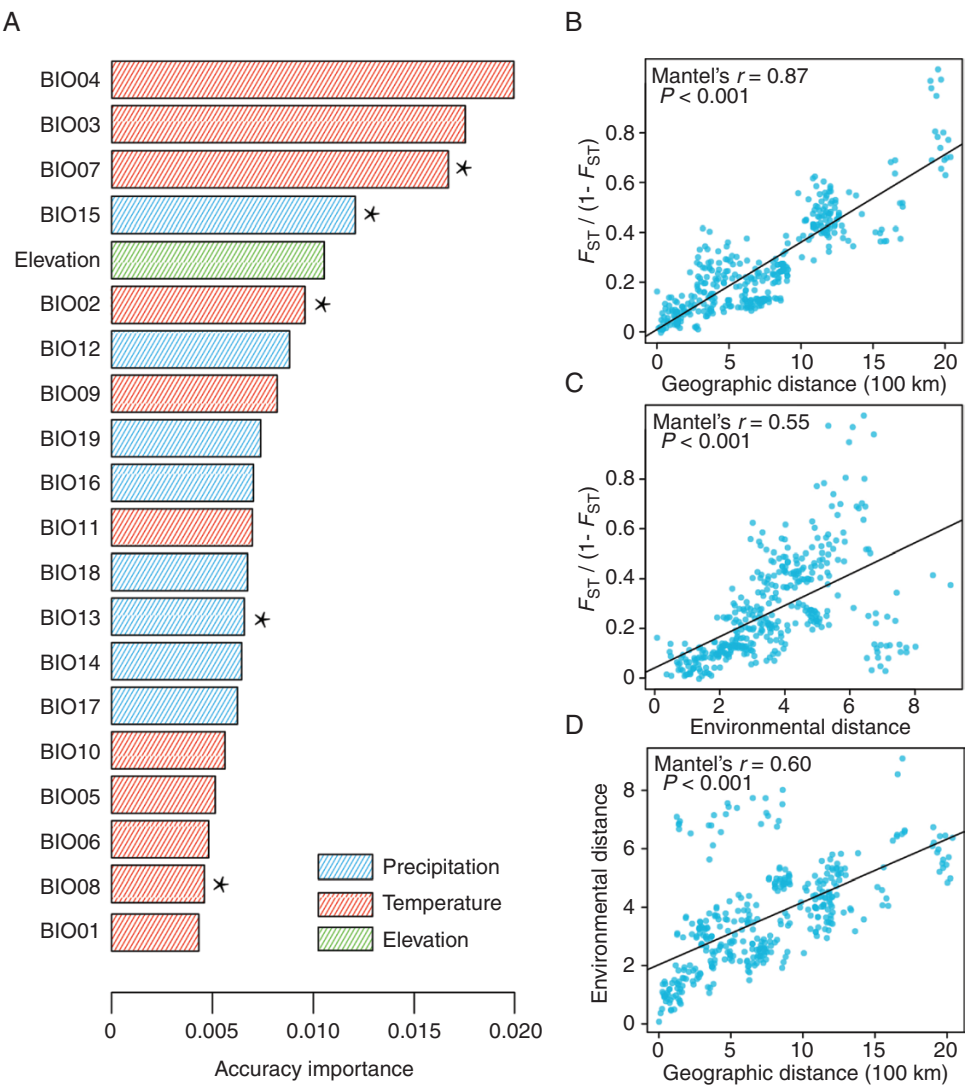 A
BIO04
BIO03
BIO07 *
BIO15 *
Elevation
BIO02 *
BIO12
BIO09
BIO19
BIO16
BIO11
BIO18
BIO13 *
BIO14
BIO17
BIO10
BIO05
BIO06
BIO08 *
BIO01
Precipitation
Temperature
Elevation
0 0.005 0.010 0.015 0.020
Accuracy importance
B
Mantel's r = 0.87
P < 0.001
FST / (1- FST)
0.8
0.6
0.4
0.2
0
0 5 10 15 20
Geographic distance (100 km)
C
Mantel's r = 0.55
P < 0.001
FST / (1- FST)
0.8
0.6
0.4
0.2
0
0 2 4 6 8
Environmental distance
D
Mantel's r = 0.60
P < 0.001
Environmental distance
8
6
4
2
0
0 5 10 15 20
Geographic distance (100 km)